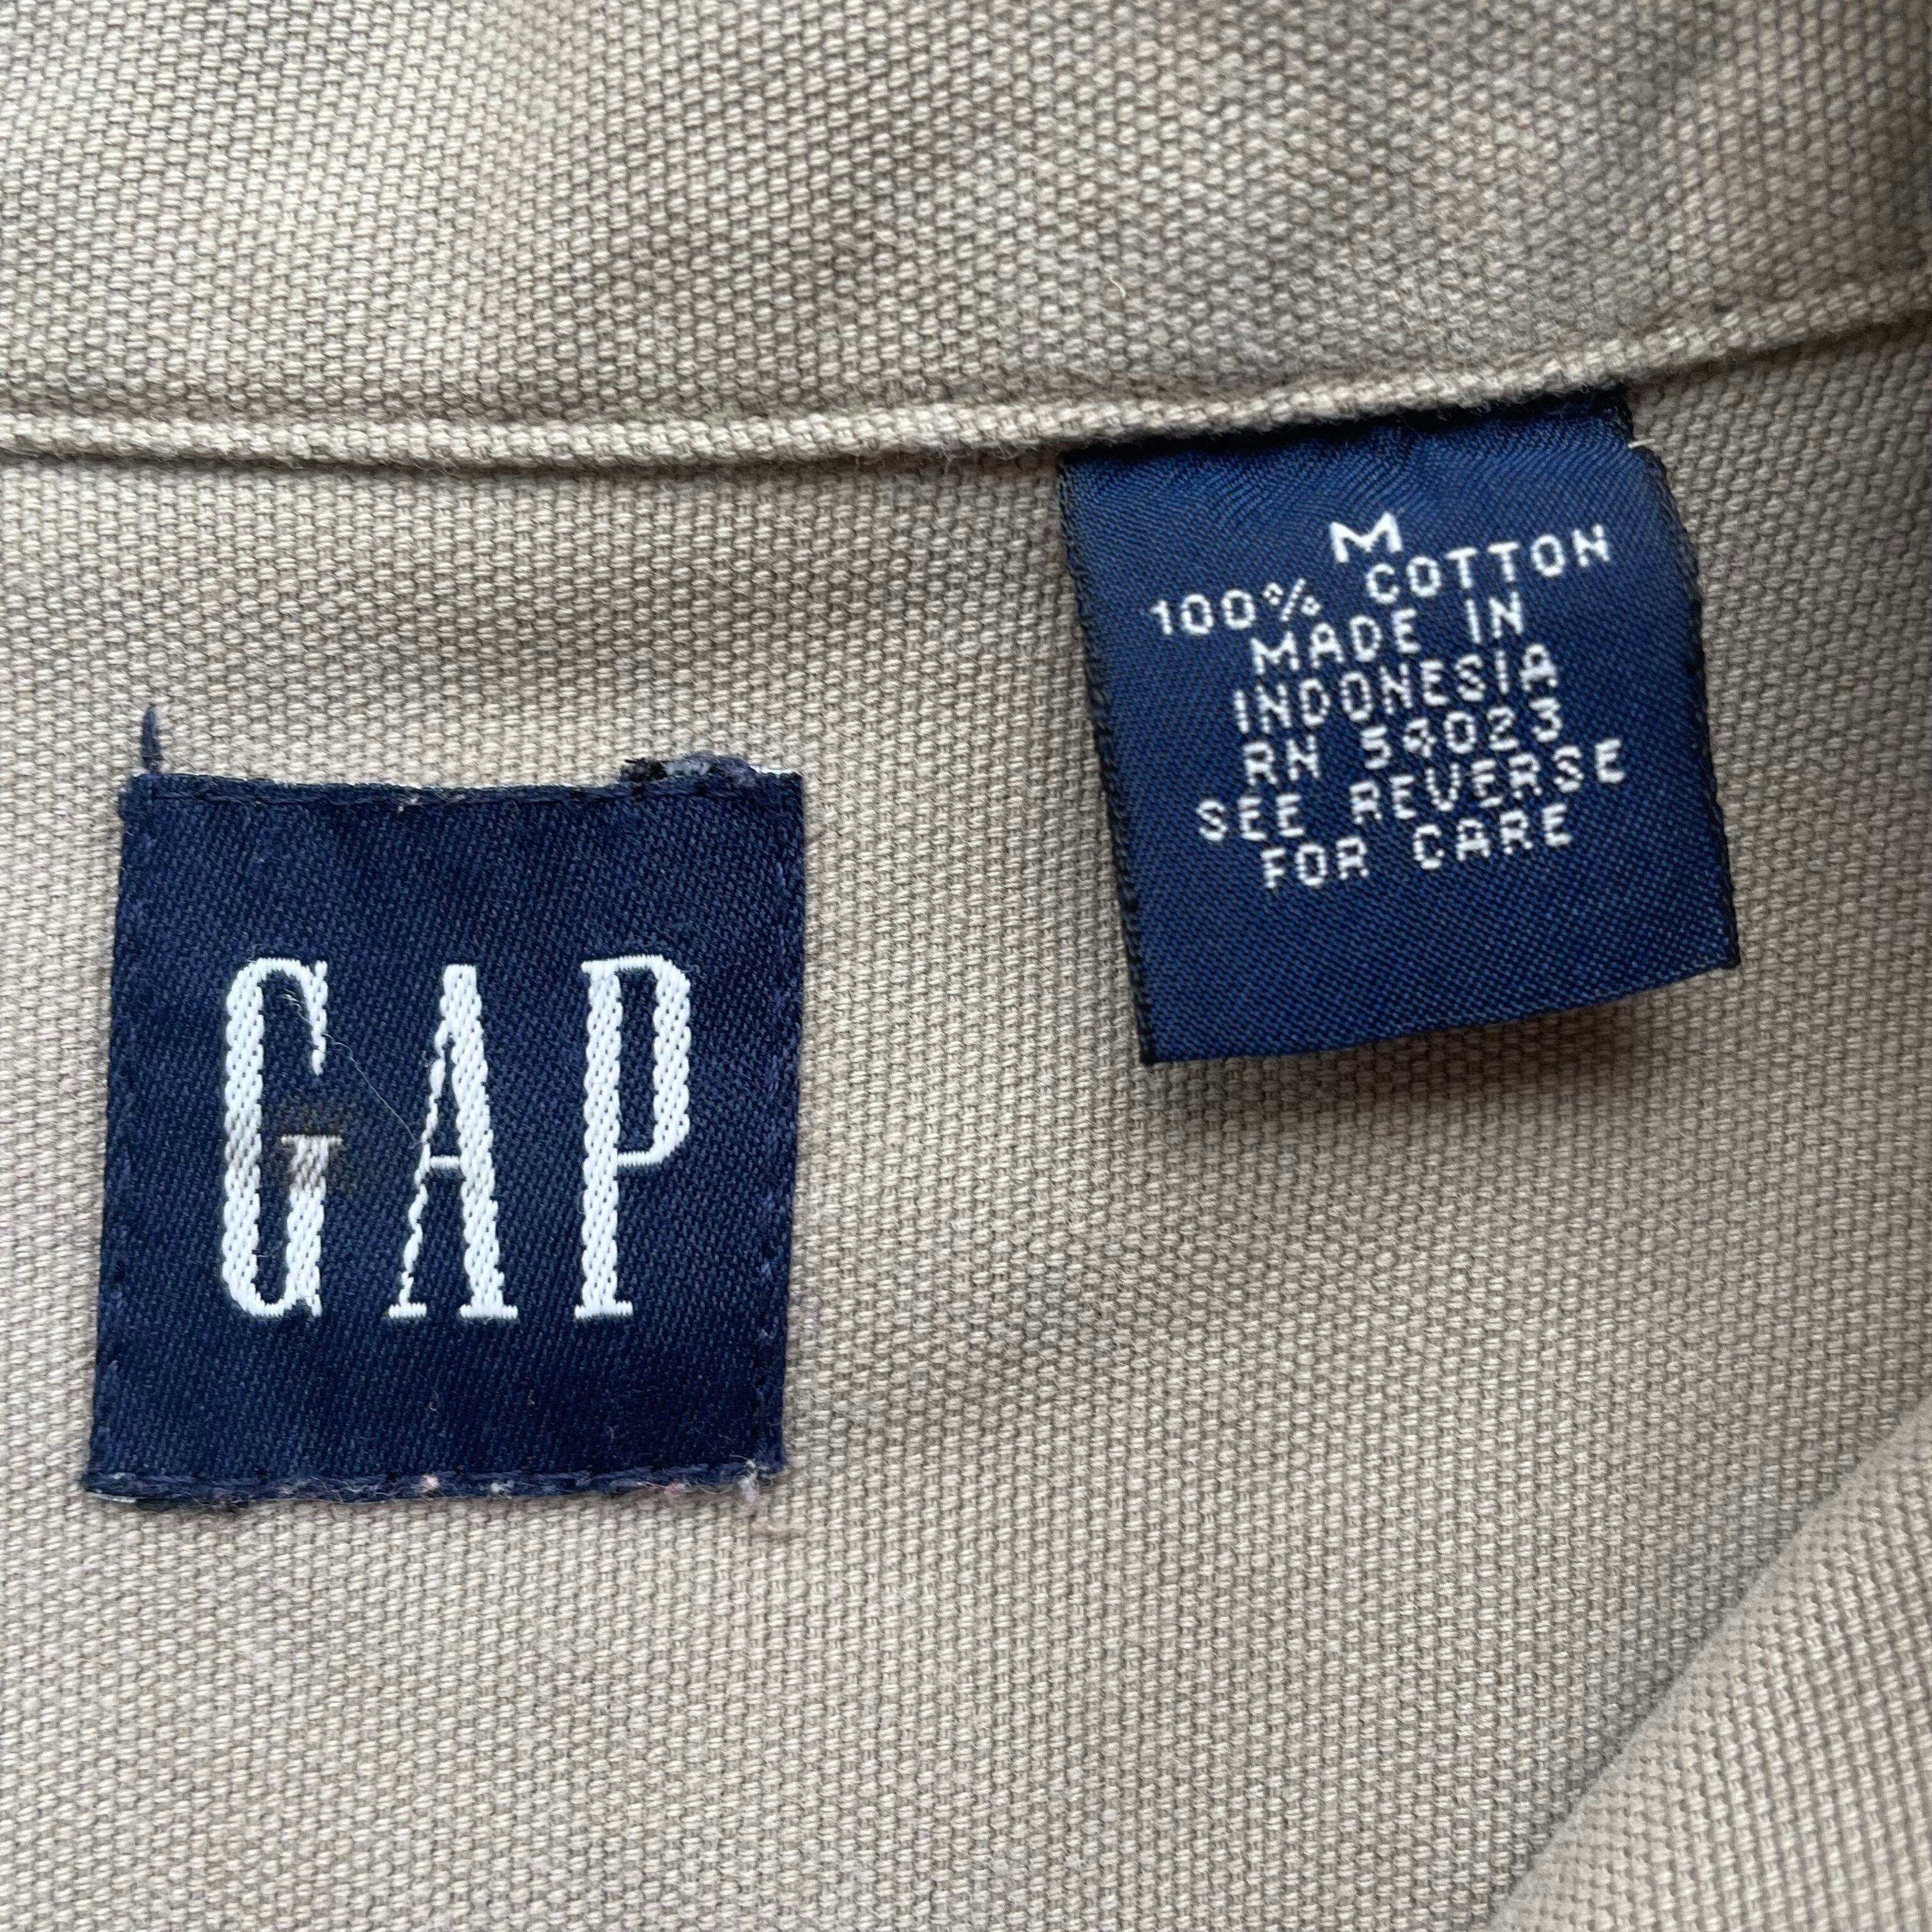 GAP
M
100% COTTON
MADE IN
INDONESIA
RN 54023
SEE REVERSE
FOR CARE